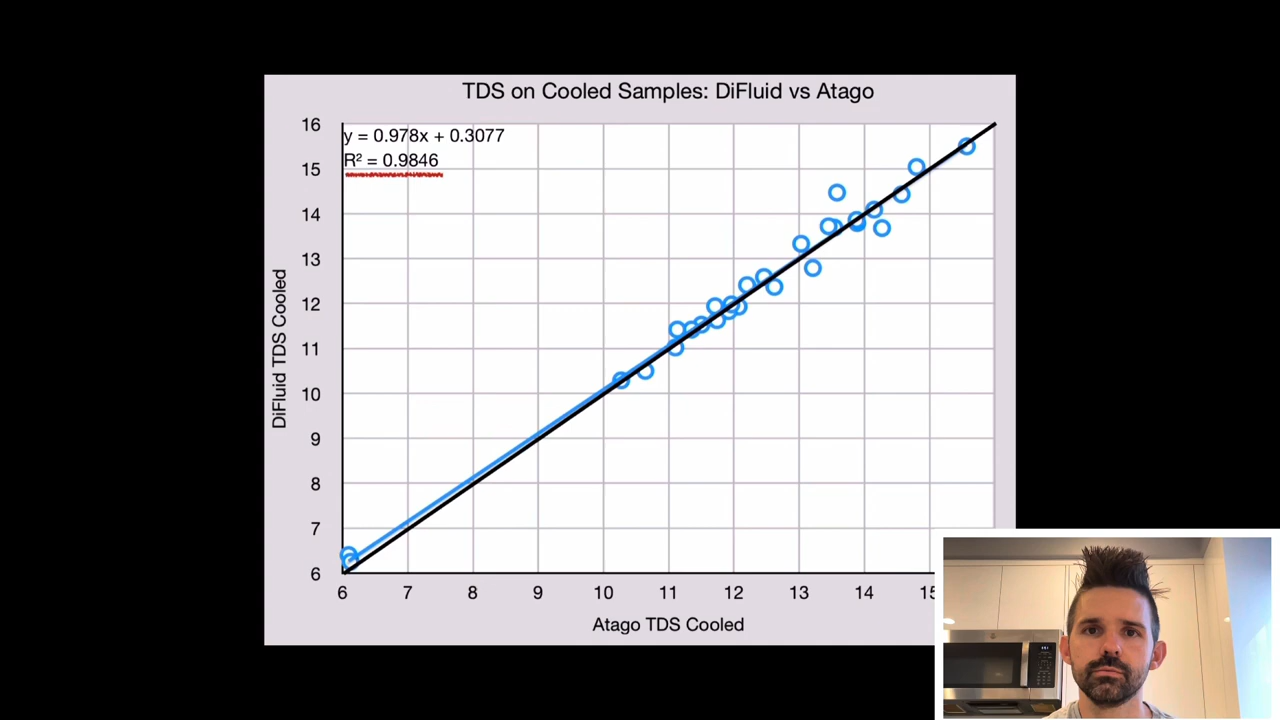 TDS on Cooled Samples: DiFluid vs Atago
y = 0.978x + 0.3077
R² = 0.9846
16
15
14
13
12
11
10
9
8
7
6
DiFluid TDS Cooled
6 7 8 9 10 11 12 13 14 15
Atago TDS Cooled